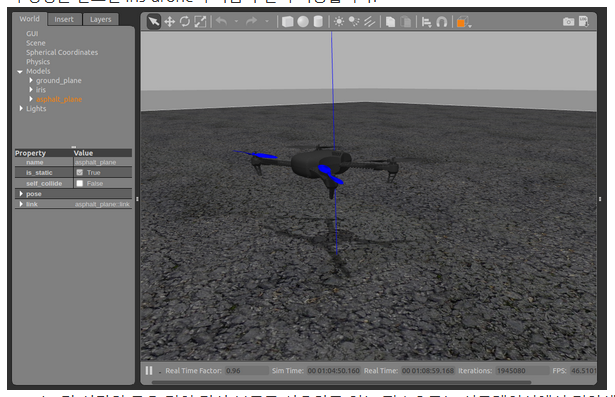 World Insert Layers
GUI
Scene
Spherical Coordinates
Physics
Models
ground_plane
iris
asphalt_plane
Lights
Property Value
name asphalt_plane
is_static True
self_collide False
pose
link asphalt_plane::link
Real Time Factor: 0.96 Sim Time: 00 01:04:50.160 Real Time: 00 01:08:59.168 Iterations: 1945080 FPS: 46.5101